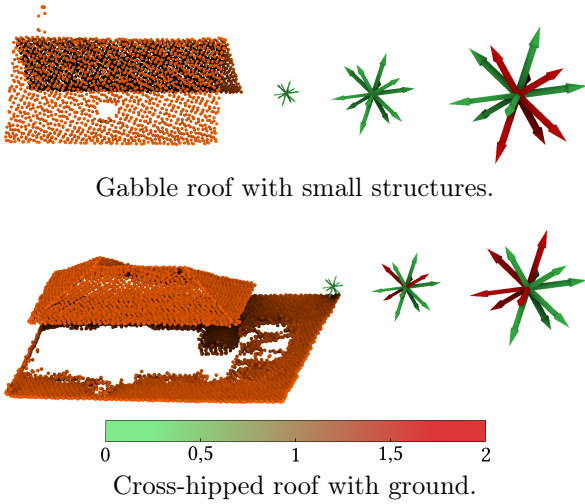 Gabble roof with small structures.
0 0,5 1 1,5 2
Cross-hipped roof with ground.